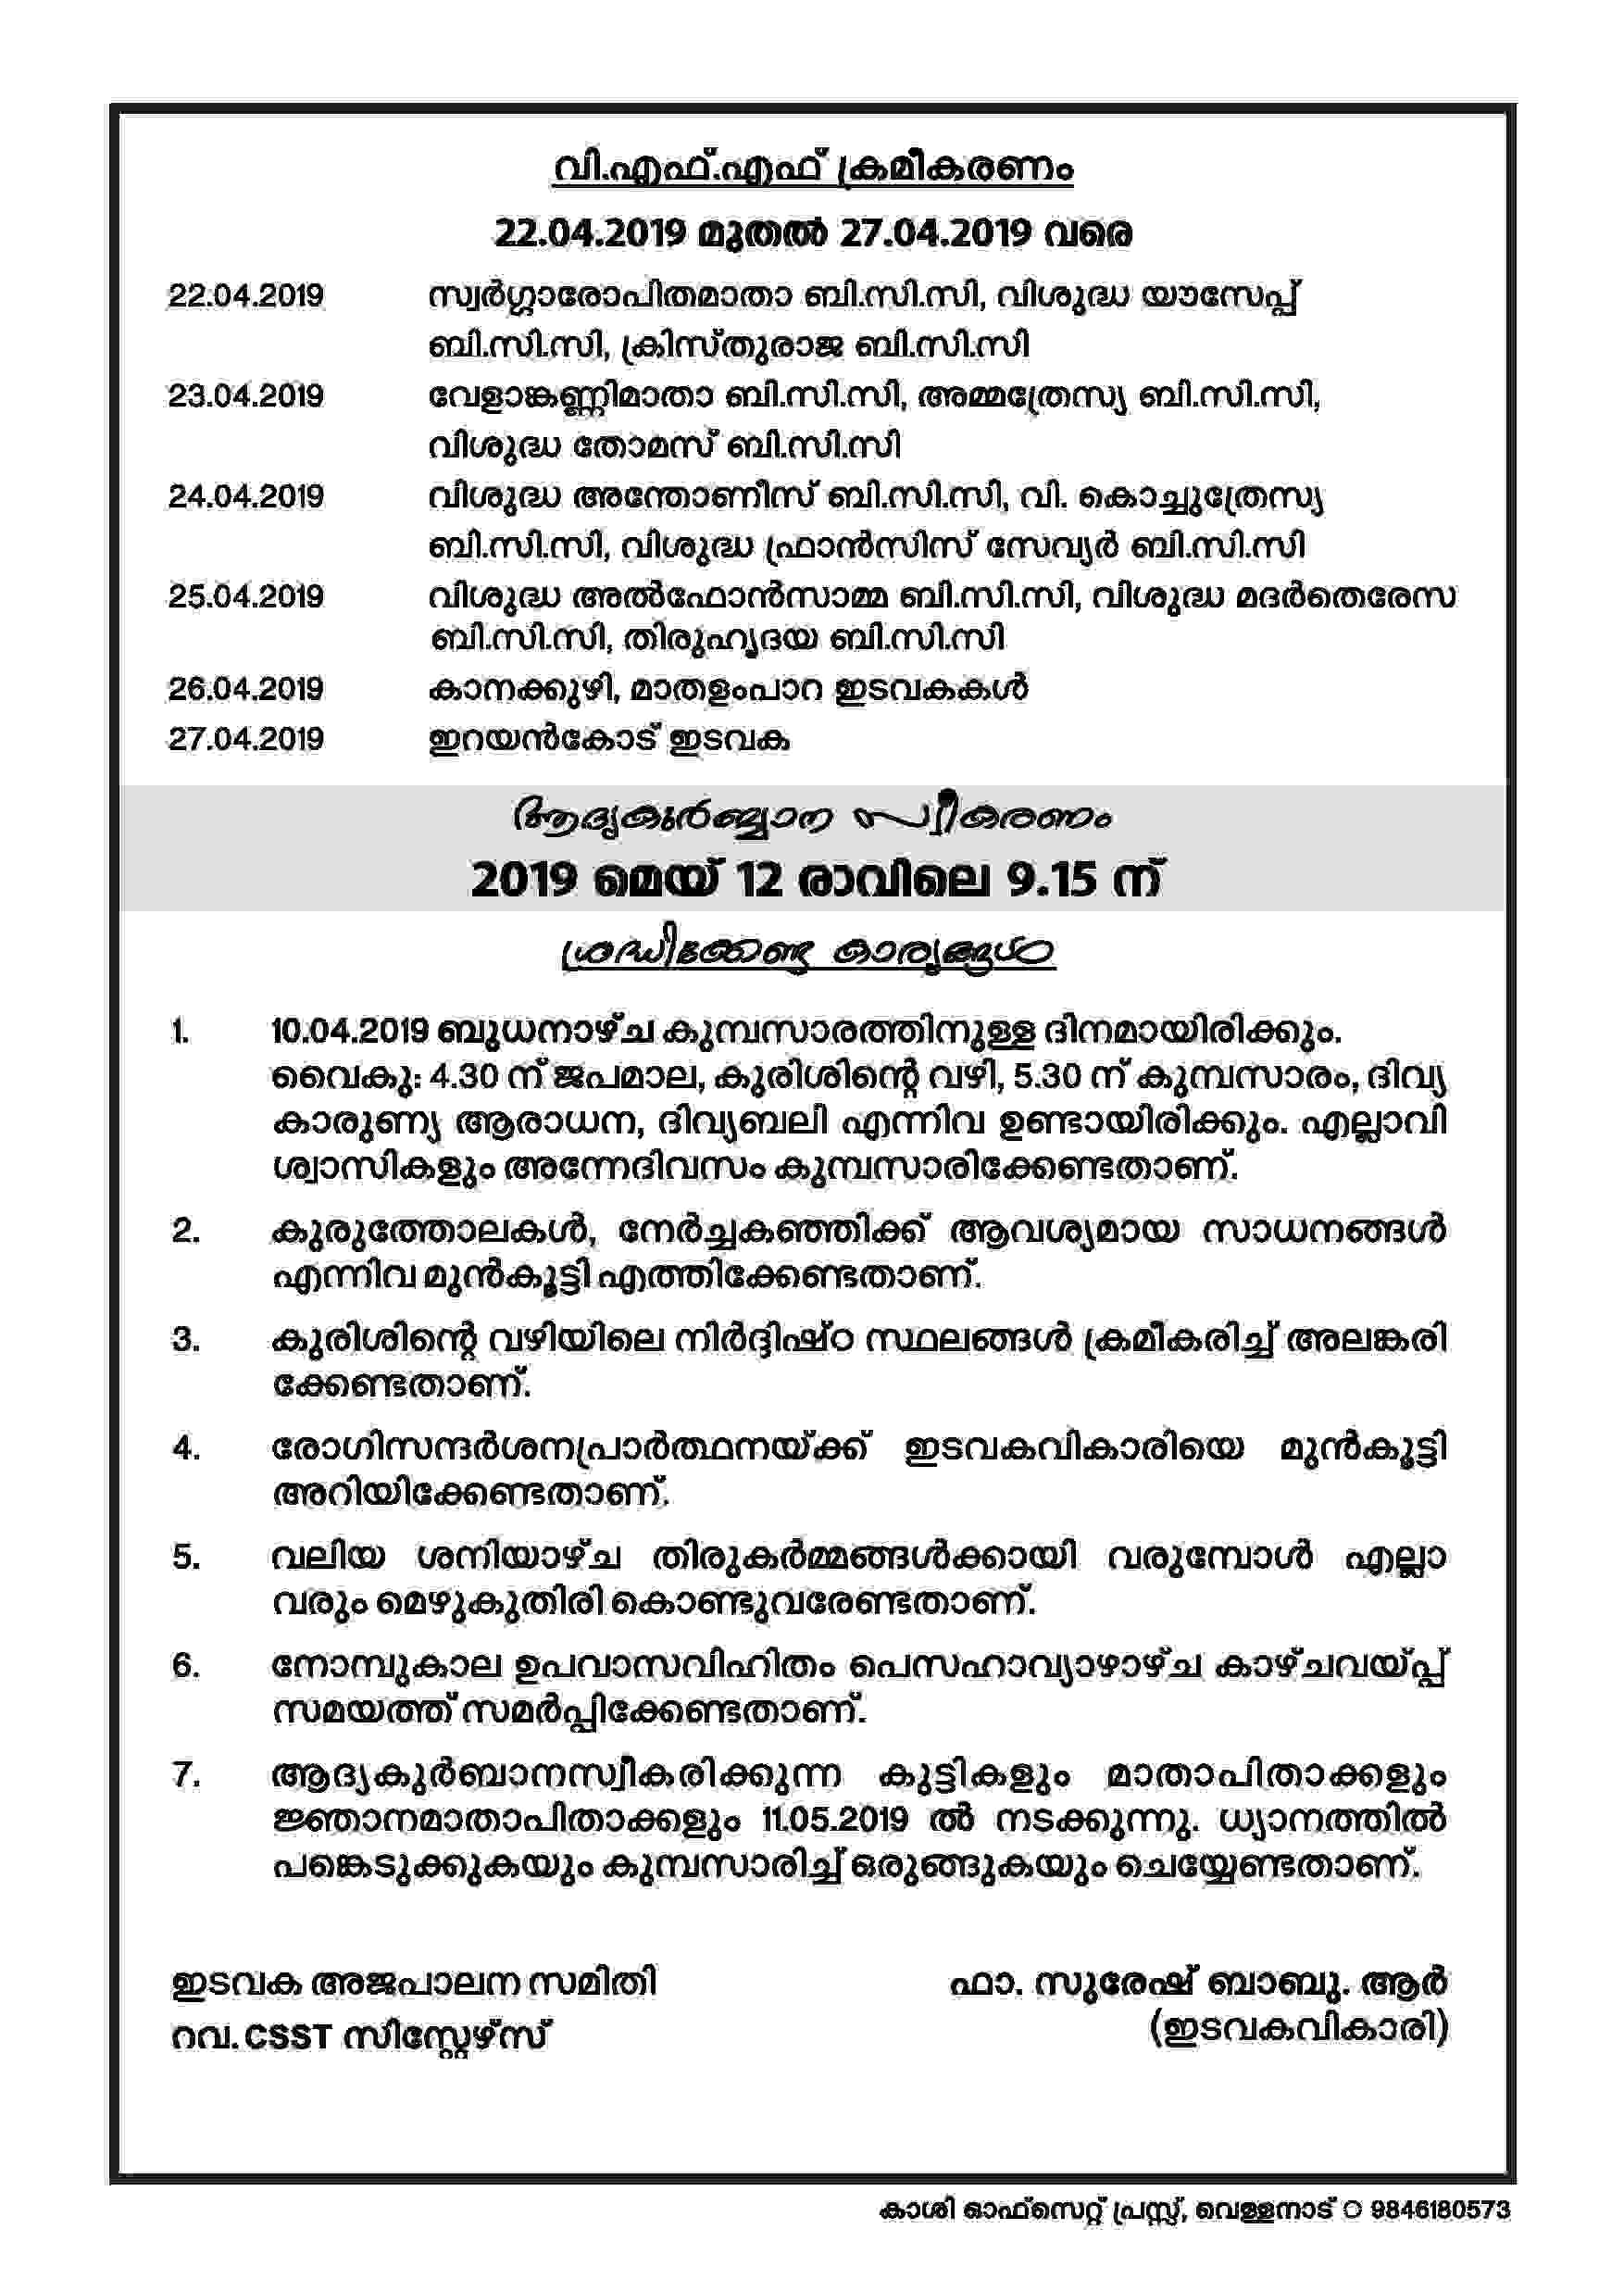 വി.എഫ്.എഫ് ക്രമീകരണം
22.04.2019 മുതൽ 27.04.2019 വരെ
22.04.2019 സ്വർഗ്ഗാരോപിതമാതാ ബി.സി.സി, വിശുദ്ധ യൗസേപ്പ്
ബി.സി.സി, ക്രിസ്തുരാജ ബി.സി.സി
23.04.2019 വേളാങ്കണ്ണിമാതാ ബി.സി.സി, അമ്മത്രേസ്യ ബി.സി.സി,
വിശുദ്ധ തോമസ് ബി.സി.സി
24.04.2019 വിശുദ്ധ അന്തോണീസ് ബി.സി.സി, വി. കൊച്ചുത്രേസ്യ
ബി.സി.സി, വിശുദ്ധ ഫ്രാൻസിസ് സേവ്യർ ബി.സി.സി
25.04.2019 വിശുദ്ധ അൽഫോൻസാമ്മ ബി.സി.സി, വിശുദ്ധ മദർതെരേസ
ബി.സി.സി, തിരുഹൃദയ ബി.സി.സി
26.04.2019 കാനക്കുഴി, മാതളംപാറ ഇടവകകൾ
27.04.2019 ഇറയൻകോട് ഇടവക
ആദ്യകുർബ്ബാന സ്വീകരണം
2019 മെയ് 12 രാവിലെ 9.15 ന്
ശ്രദ്ധിക്കേണ്ട കാര്യങ്ങൾ
1. 10.04.2019 ബുധനാഴ്ച കുമ്പസാരത്തിനുള്ള ദിനമായിരിക്കും.
വൈകു: 4.30 ന് ജപമാല, കുരിശിന്റെ വഴി, 5.30 ന് കുമ്പസാരം, ദിവ്യ
കാരുണ്യ ആരാധന, ദിവ്യബലി എന്നിവ ഉണ്ടായിരിക്കും. എല്ലാവി
ശ്വാസികളും അന്നേദിവസം കുമ്പസാരിക്കേണ്ടതാണ്.
2. കുരുത്തോലകൾ, നേർച്ചകഞ്ഞിക്ക് ആവശ്യമായ സാധനങ്ങൾ
എന്നിവ മുൻകൂട്ടി എത്തിക്കേണ്ടതാണ്.
3. കുരിശിന്റെ വഴിയിലെ നിർദ്ദിഷ്ഠ സ്ഥലങ്ങൾ ക്രമീകരിച്ച് അലങ്കരി
ക്കേണ്ടതാണ്.
4. രോഗിസന്ദർശനപ്രാർത്ഥനയ്ക്ക് ഇടവകവികാരിയെ മുൻകൂട്ടി
അറിയിക്കേണ്ടതാണ്.
5. വലിയ ശനിയാഴ്ച തിരുകർമ്മങ്ങൾക്കായി വരുമ്പോൾ എല്ലാ
വരും മെഴുകുതിരി കൊണ്ടുവരേണ്ടതാണ്.
6. നോമ്പുകാല ഉപവാസവിഹിതം പെസഹാവ്യാഴാഴ്ച കാഴ്ചവയ്പ്പ്
സമയത്ത് സമർപ്പിക്കേണ്ടതാണ്.
7. ആദ്യകുർബാനസ്വീകരിക്കുന്ന കുട്ടികളും മാതാപിതാക്കളും
ജ്ഞാനമാതാപിതാക്കളും 11.05.2019 ൽ നടക്കുന്നു. ധ്യാനത്തിൽ
പങ്കെടുക്കുകയും കുമ്പസാരിച്ച് ഒരുങ്ങുകയും ചെയ്യേണ്ടതാണ്.
ഇടവക അജപാലന സമിതി ഫാ. സുരേഷ് ബാബു. ആർ
റവ. CSST സിസ്റ്റേഴ്സ് (ഇടവകവികാരി)
കാശി ഓഫ്സെറ്റ് പ്രസ്സ്, വെള്ളനാട് ✆ 9846180573